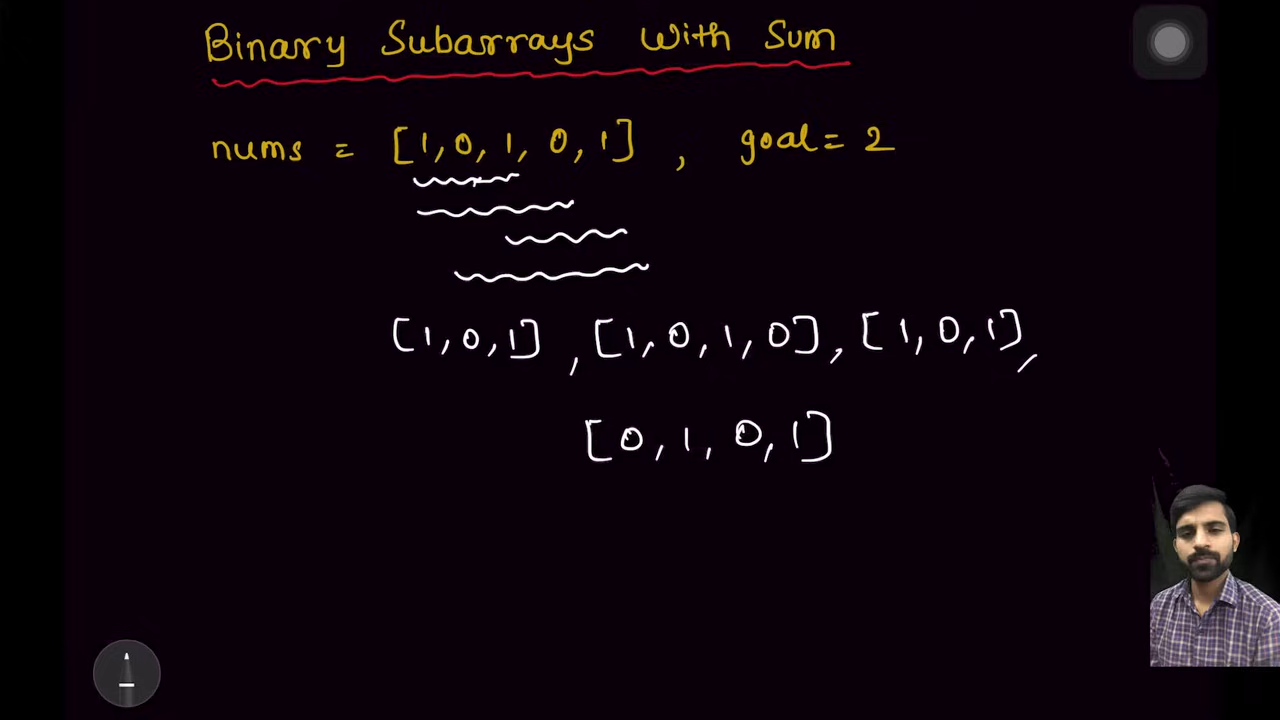 Binary Subarrays With Sum
nums = [1,0,1,0,1] , goal = 2
[1,0,1] , [1,0,1,0] , [1,0,1] ,
[0,1,0,1]